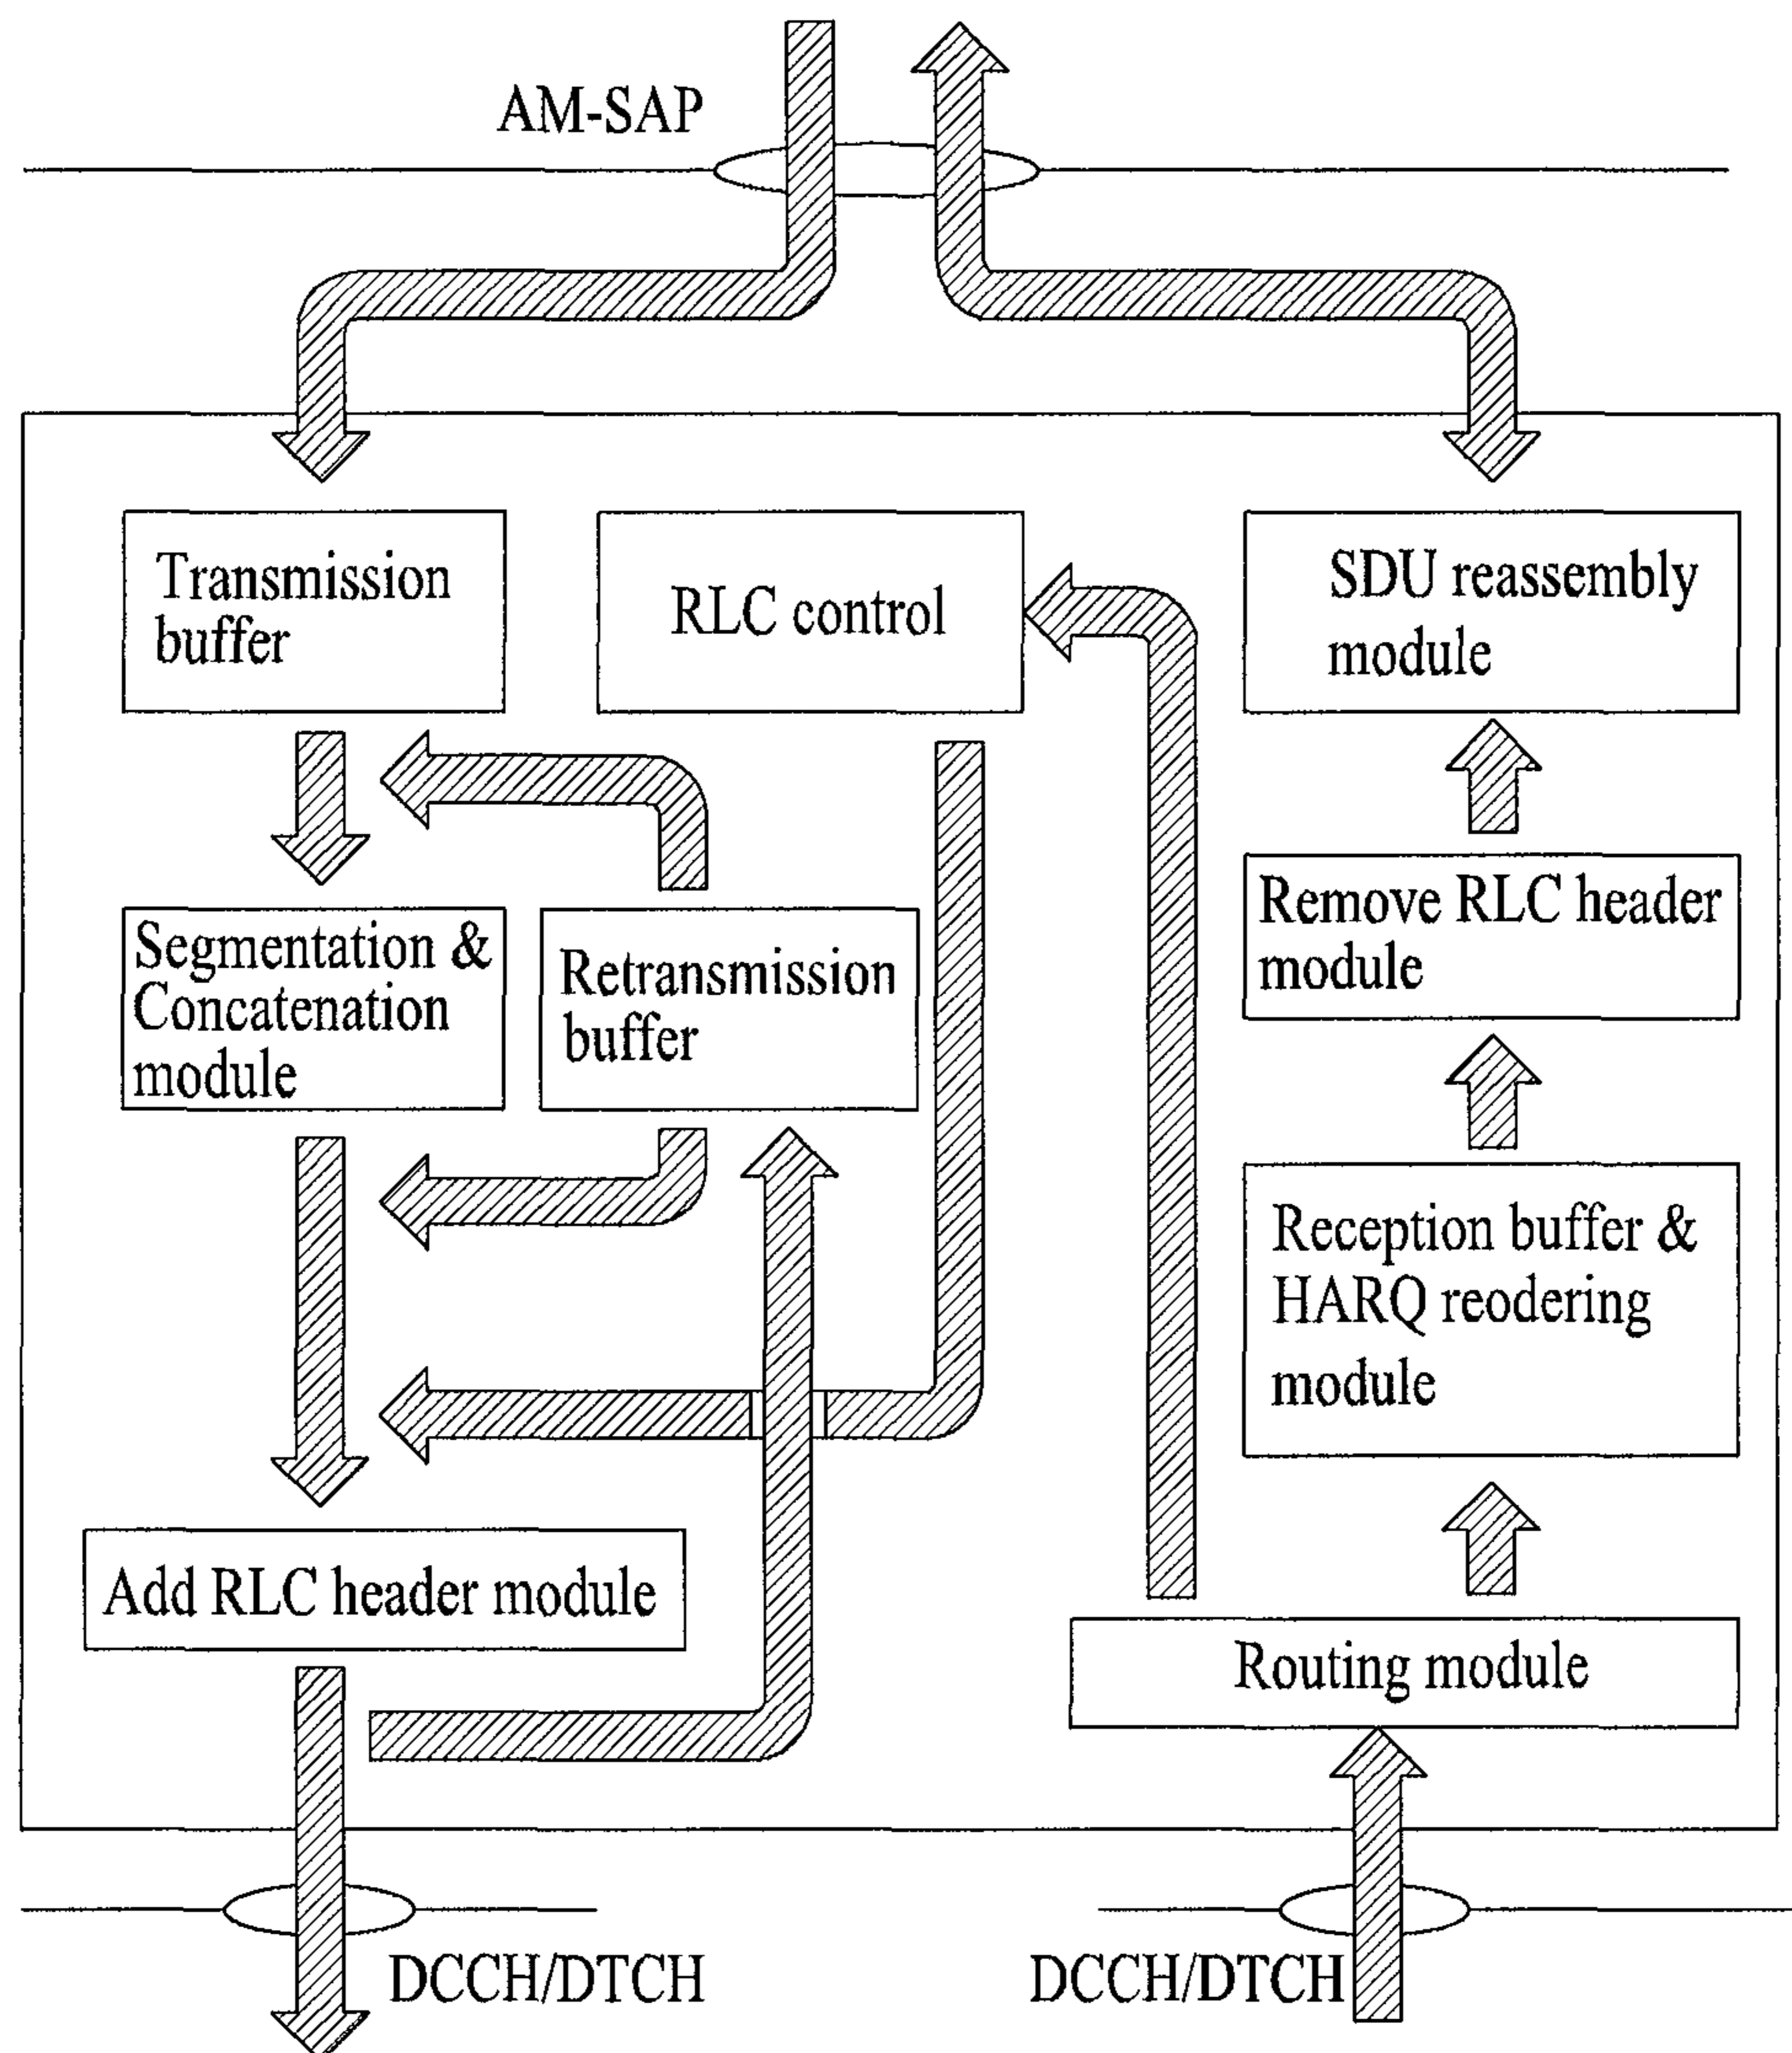 AM-SAP
Transmission
buffer
RLC control
SDU reassembly
module
Segmentation &
Concatenation
module
Retransmission
buffer
Remove RLC header
module
Reception buffer &
HARQ reodering
module
Add RLC header module
Routing module
DCCH/DTCH
DCCH/DTCH